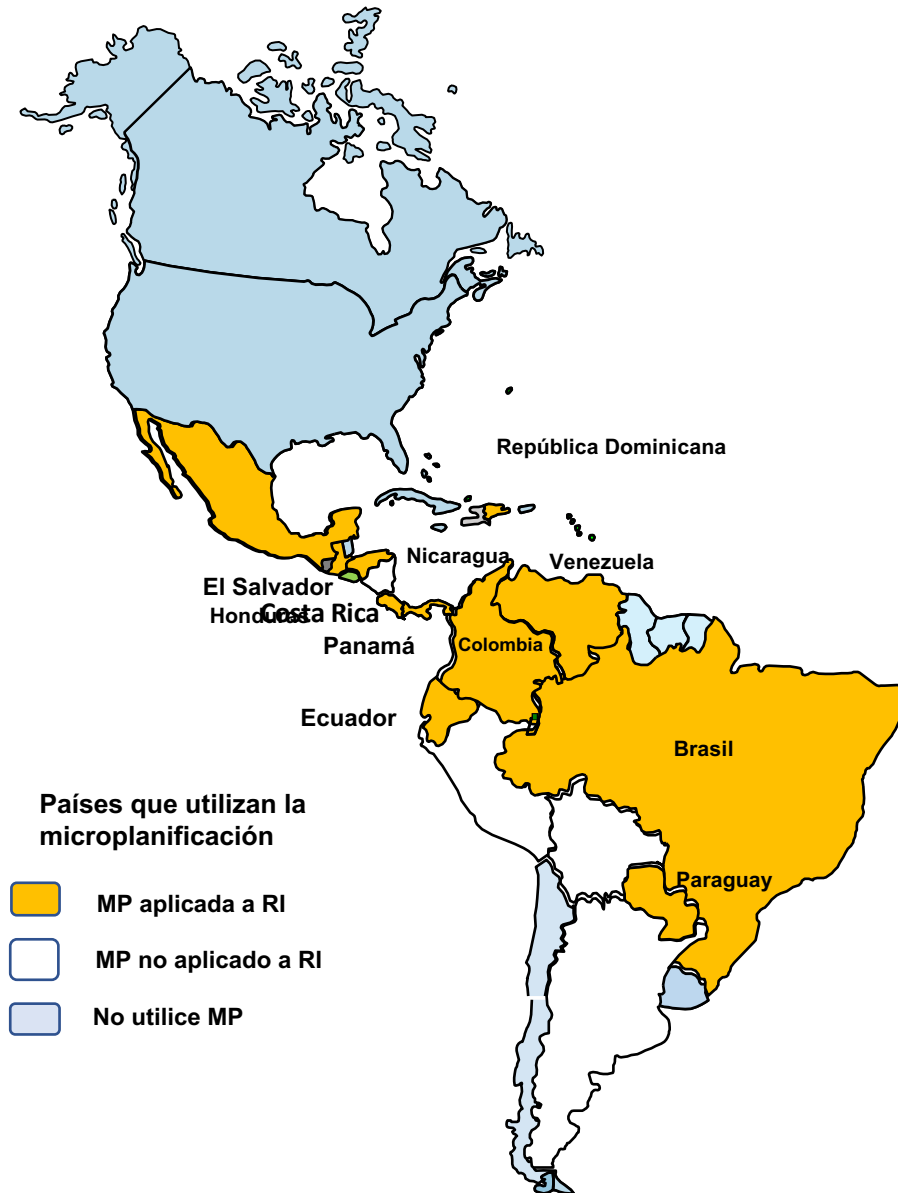 República Dominicana
Nicaragua
Venezuela
El Salvador
Honduras
Costa Rica
Panamá
Colombia
Ecuador
Brasil
Paraguay
Países que utilizan la
microplanificación
MP aplicada a RI
MP no aplicado a RI
No utilice MP